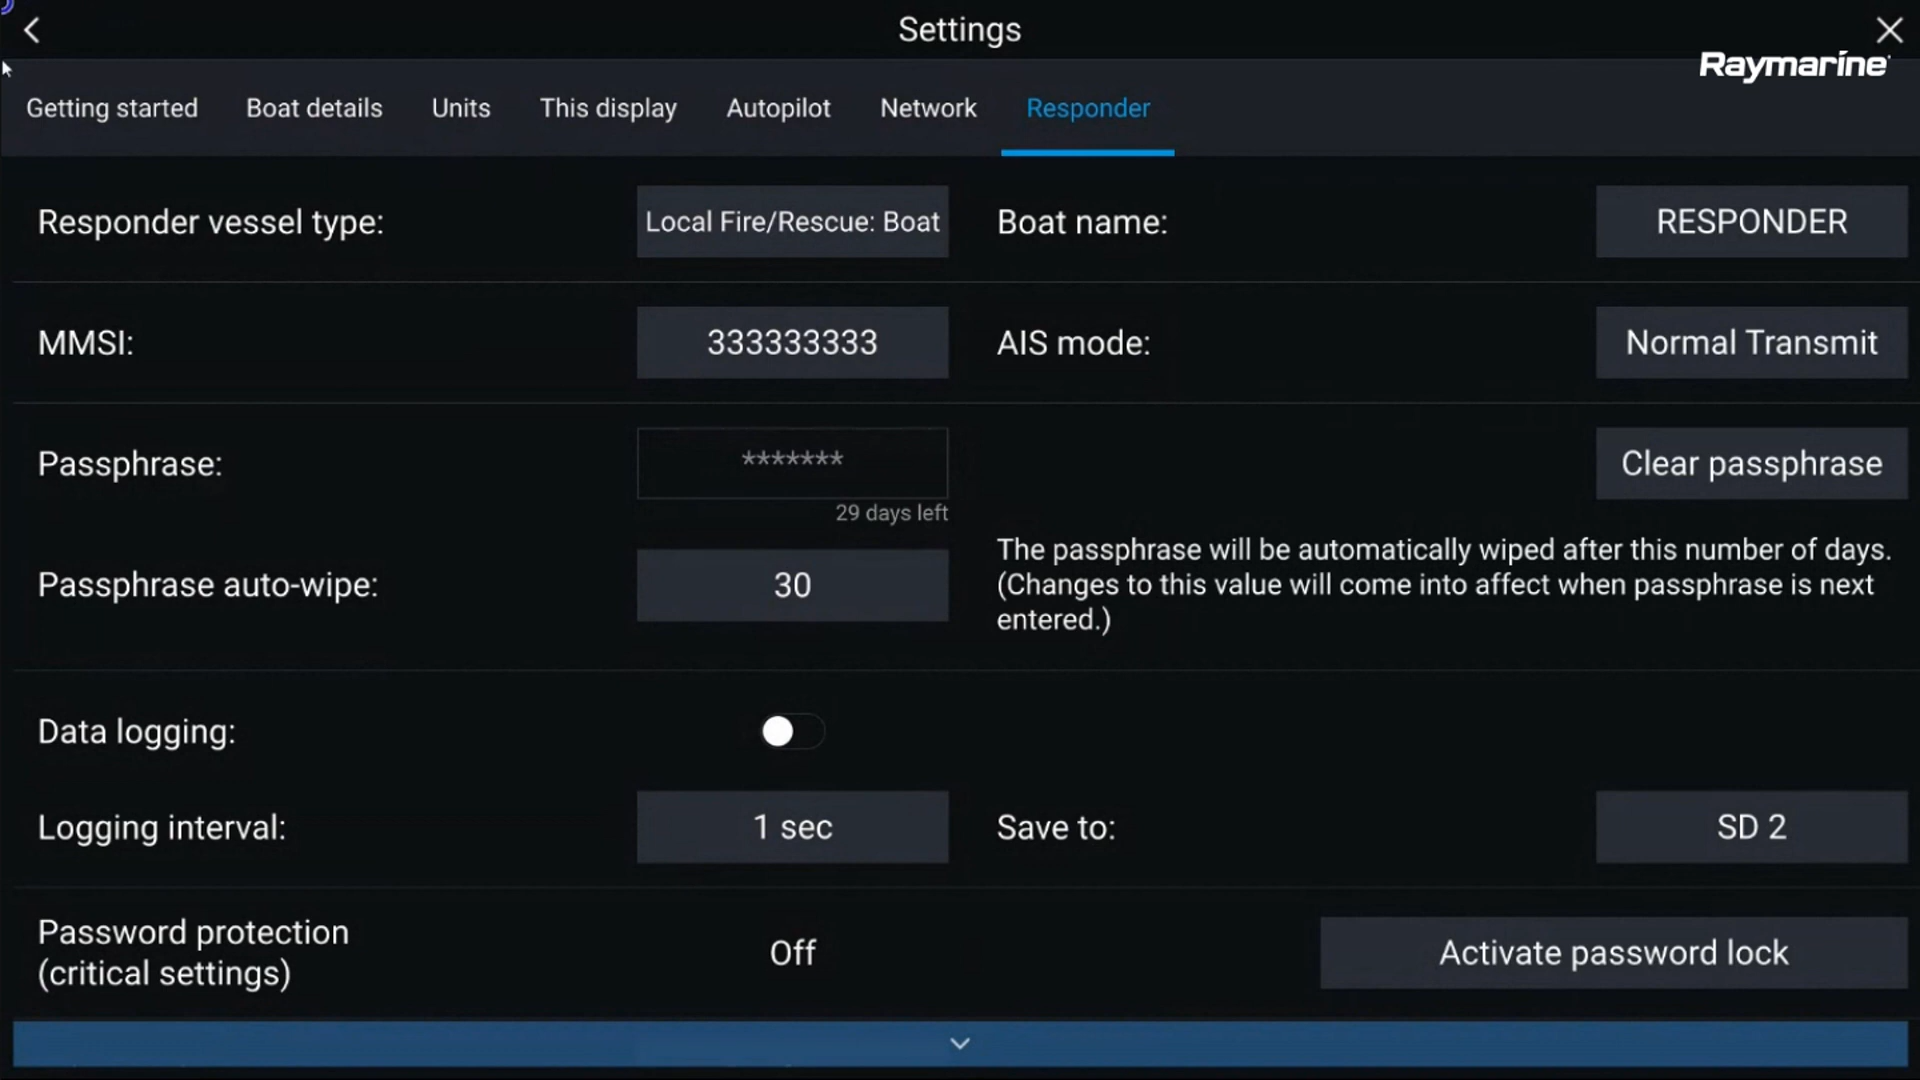 Settings
Raymarine
Getting started Boat details Units This display Autopilot Network Responder
Responder vessel type: Local Fire/Rescue: Boat Boat name: RESPONDER
MMSI: 333333333 AIS mode: Normal Transmit
Passphrase: ******* Clear passphrase
29 days left
Passphrase auto-wipe: 30
The passphrase will be automatically wiped after this number of days.
(Changes to this value will come into affect when passphrase is next
entered.)
Data logging:
Logging interval: 1 sec Save to: SD 2
Password protection
(critical settings) Off Activate password lock